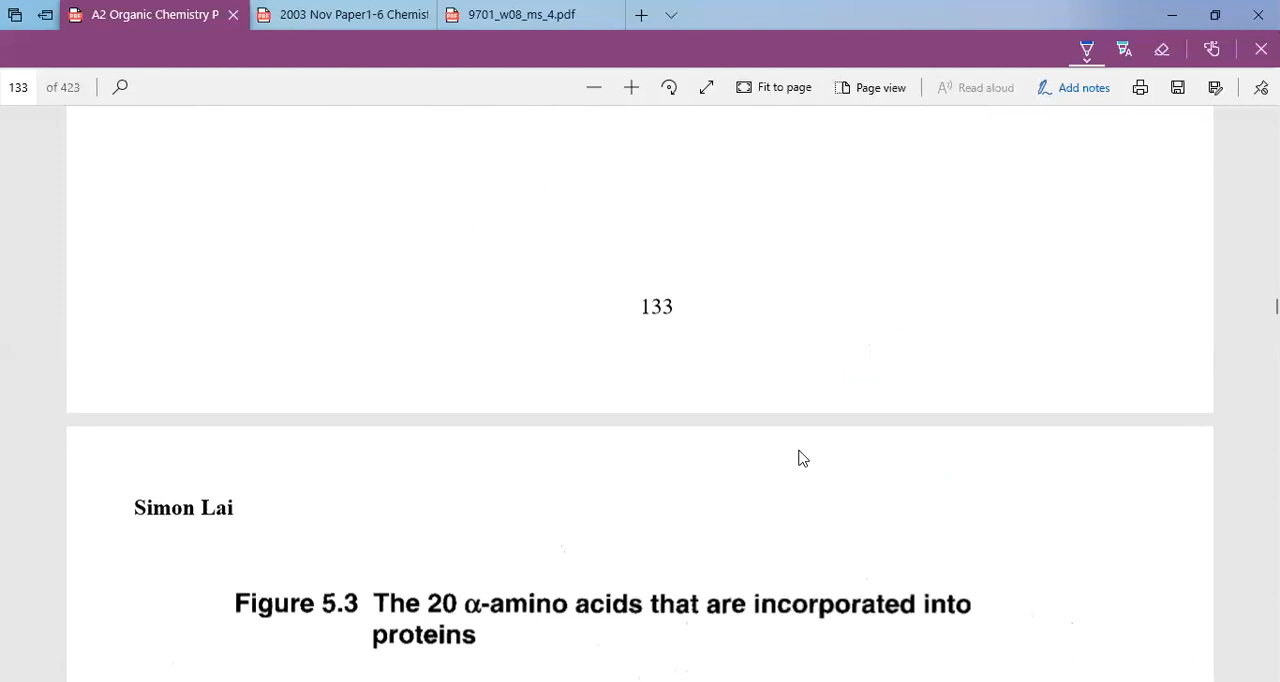 A2 Organic Chemistry P
2003 Nov Paper1-6 Chemist
9701_w08_ms_4.pdf
133 of 423
Fit to page
Page view
Read aloud
Add notes
133
Simon Lai
Figure 5.3 The 20 α-amino acids that are incorporated into
proteins